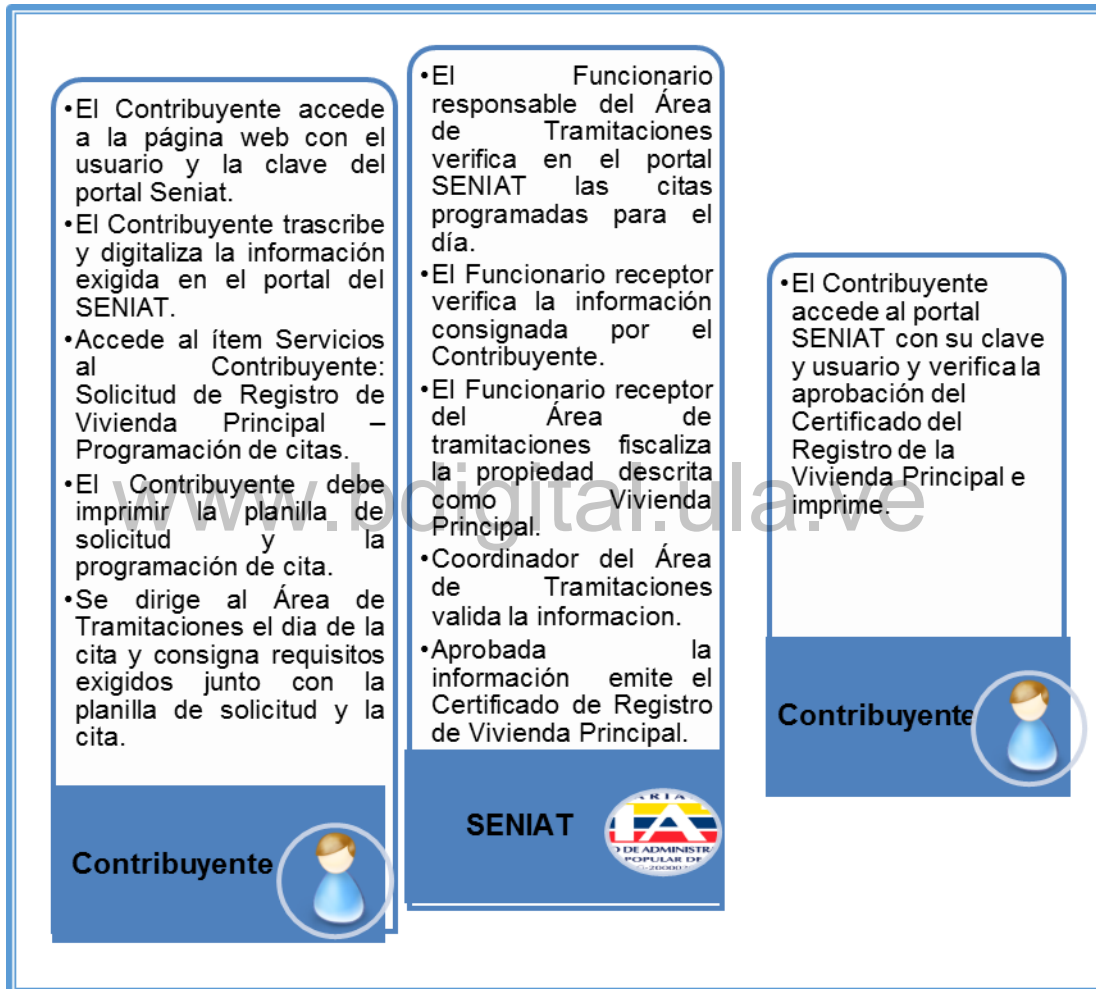 •El Contribuyente accede
a la página web con el
usuario y la clave del
portal Seniat.
•El Contribuyente trascribe
y digitaliza la información
exigida en el portal del
SENIAT.
•Accede al ítem Servicios
al Contribuyente:
Solicitud de Registro de
Vivienda Principal –
Programación de citas.
•El Contribuyente debe
imprimir la planilla de
solicitud y la
programación de cita.
•Se dirige al Área de
Tramitaciones el dia de la
cita y consigna requisitos
exigidos junto con la
planilla de solicitud y la
cita.
Contribuyente
•El Funcionario
responsable del Área
de Tramitaciones
verifica en el portal
SENIAT las citas
programadas para el
día.
•El Funcionario receptor
verifica la información
consignada por el
Contribuyente.
•El Funcionario receptor
del Área de
tramitaciones fiscaliza
la propiedad descrita
como Vivienda
Principal.
•Coordinador del Área
de Tramitaciones
valida la informacion.
•Aprobada la
información emite el
Certificado de Registro
de Vivienda Principal.
SENIAT
ARIA
IAT
O DE ADMINISTRA
POPULAR DE
•El Contribuyente
accede al portal
SENIAT con su clave
y usuario y verifica la
aprobación del
Certificado del
Registro de la
Vivienda Principal e
imprime.
Contribuyente
www.bdigital.ula.ve